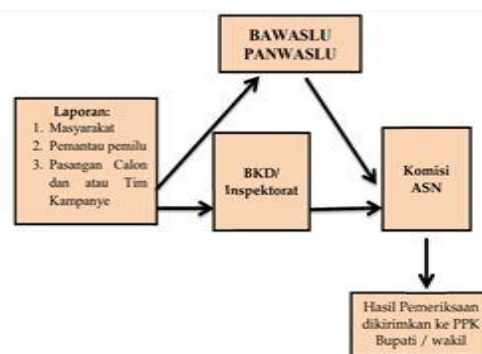 BAWASLU
PANWASLU
Laporan:
1. Masyarakat
2. Pemantau pemilu
3. Pasangan Calon
dan atau Tim
Kampanye
BKD/
Inspektorat
Komisi
ASN
Hasil Pemeriksaan
dikirimkan ke PPK
Bupati / wakil